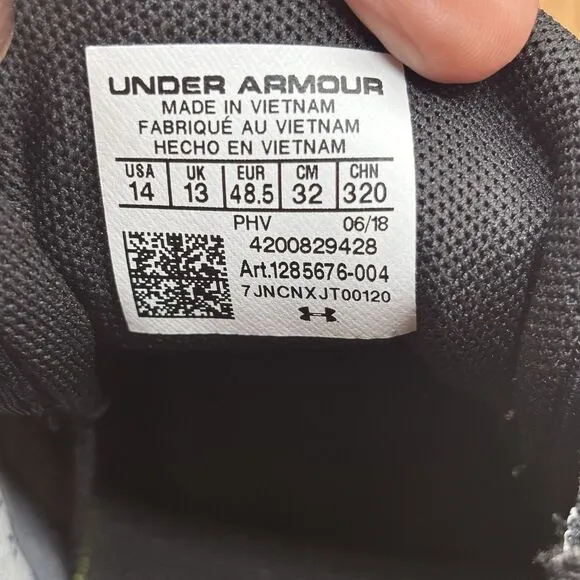 UNDER ARMOUR
MADE IN VIETNAM
FABRIQUÉ AU VIETNAM
HECHO EN VIETNAM
USA UK EUR CM CHN
14 13 48.5 32 320
PHV 06/18
4200829428
Art.1285676-004
7JNCNXJT00120